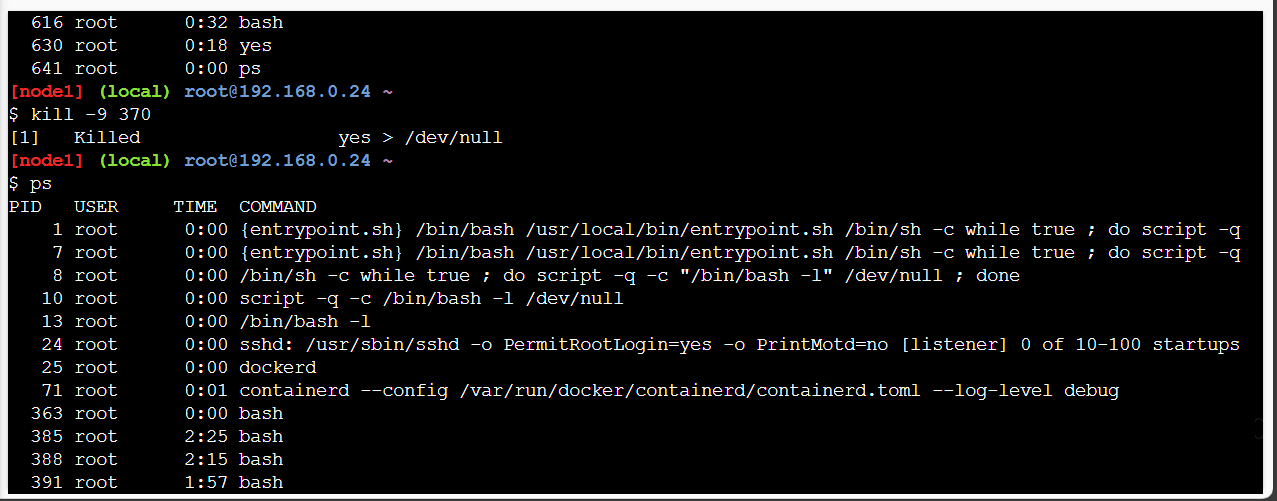 616 root 0:32 bash
630 root 0:18 yes
641 root 0:00 ps
[node1] (local) root@192.168.0.24 ~
$ kill -9 370
[1] Killed yes > /dev/null
[node1] (local) root@192.168.0.24 ~
$ ps
PID USER TIME COMMAND
1 root 0:00 {entrypoint.sh} /bin/bash /usr/local/bin/entrypoint.sh /bin/sh -c while true ; do script -q
7 root 0:00 {entrypoint.sh} /bin/bash /usr/local/bin/entrypoint.sh /bin/sh -c while true ; do script -q
8 root 0:00 /bin/sh -c while true ; do script -q -c "/bin/bash -l" /dev/null ; done
10 root 0:00 script -q -c /bin/bash -l /dev/null
13 root 0:00 /bin/bash -l
24 root 0:00 sshd: /usr/sbin/sshd -o PermitRootLogin=yes -o PrintMotd=no [listener] 0 of 10-100 startups
25 root 0:00 dockerd
71 root 0:01 containerd --config /var/run/docker/containerd/containerd.toml --log-level debug
363 root 0:00 bash
385 root 2:25 bash
388 root 2:15 bash
391 root 1:57 bash